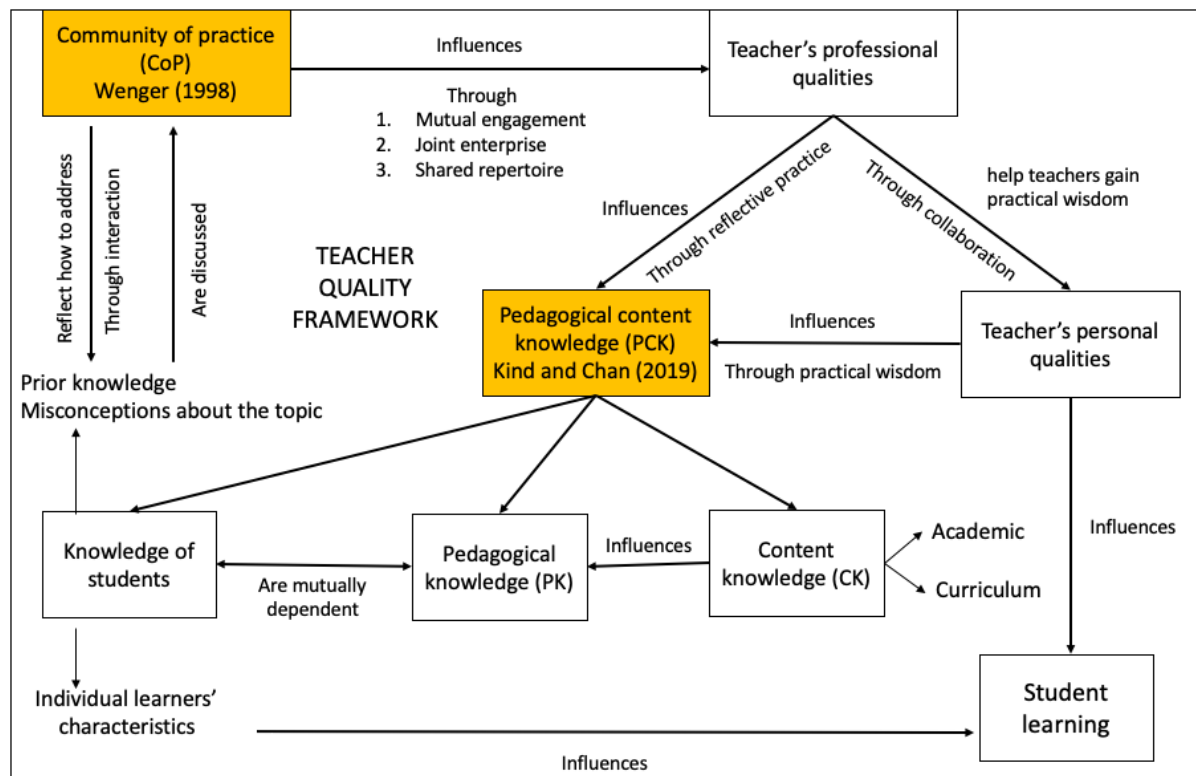 Community of practice
(CoP)
Wenger (1998)
Influences
Teacher's professional
qualities
Through
1. Mutual engagement
2. Joint enterprise
3. Shared repertoire
Reflect how to address
Through interaction
Are discussed
Influences
Through reflective practice
Through collaboration
help teachers gain
practical wisdom
TEACHER
QUALITY
FRAMEWORK
Pedagogical content
knowledge (PCK)
Kind and Chan (2019)
Influences
Through practical wisdom
Teacher's personal
qualities
Prior knowledge
Misconceptions about the topic
Knowledge of
students
Are mutually
dependent
Pedagogical
knowledge (PK)
Influences
Content
knowledge (CK)
Academic
Curriculum
Influences
Individual learners'
characteristics
Influences
Student
learning